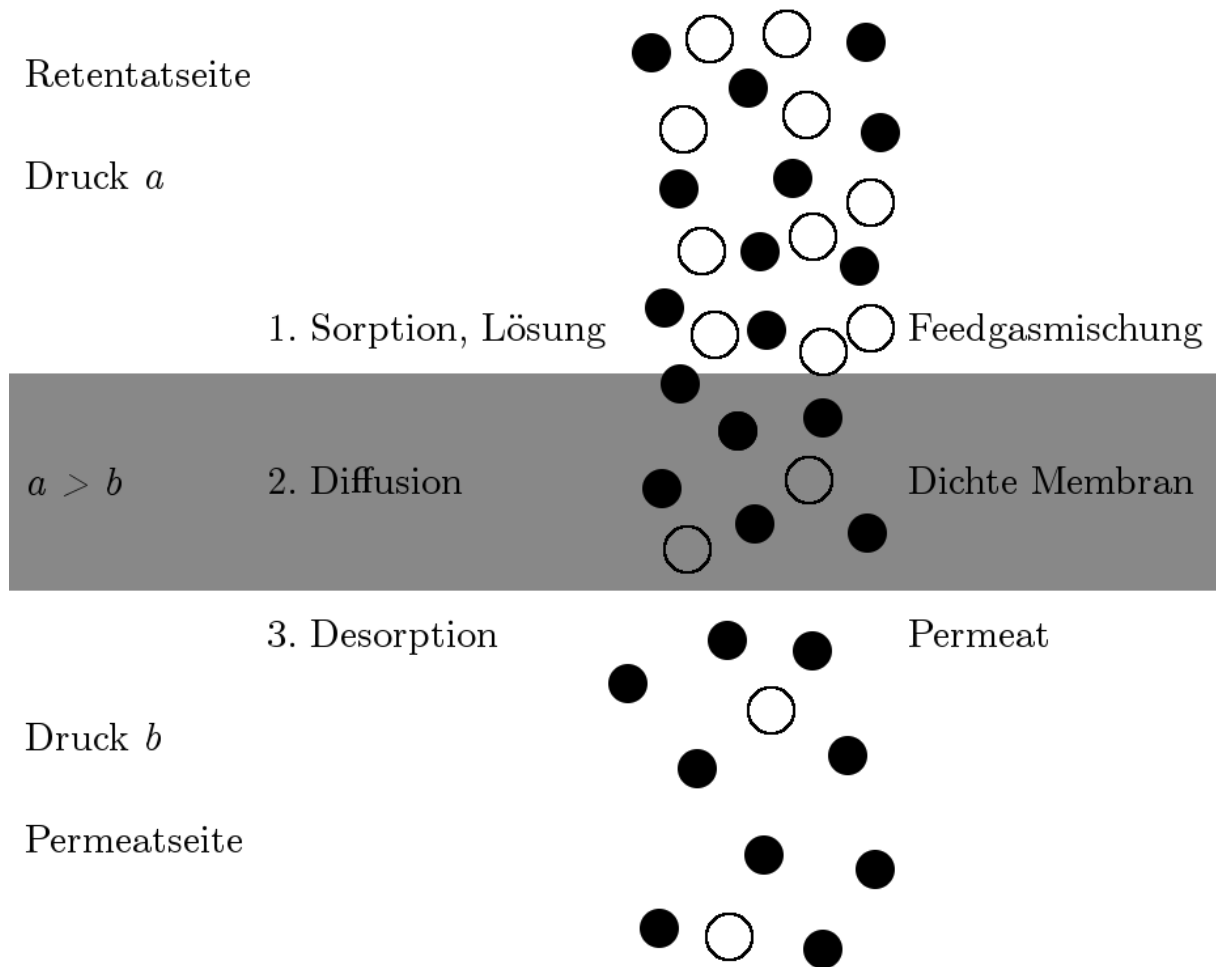 Retentatseite
Druck a
1. Sorption, Lösung Feedgasmischung
a > b 2. Diffusion Dichte Membran
3. Desorption Permeat
Druck b
Permeatseite